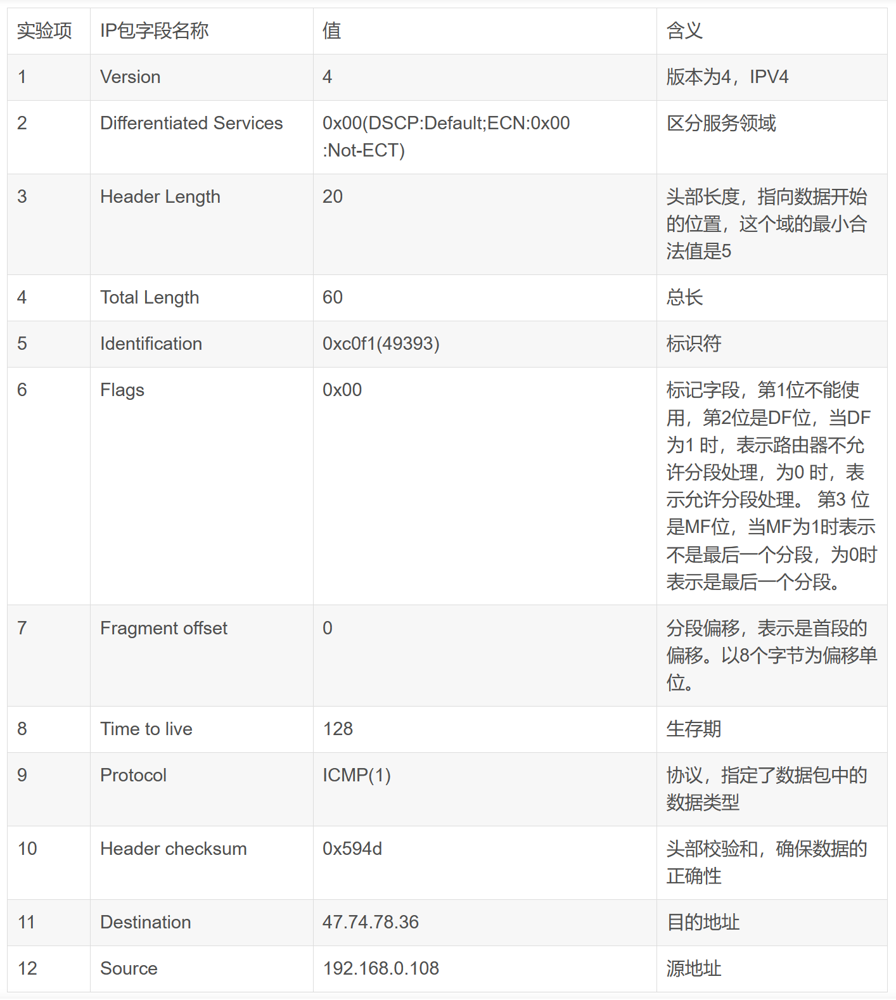 实验项 IP包字段名称 值 含义
1 Version 4 版本为4，IPV4
2 Differentiated Services 0x00(DSCP:Default;ECN:0x00 区分服务领域
:Not-ECT)
3 Header Length 20 头部长度，指向数据开始
的位置，这个域的最小合
法值是5
4 Total Length 60 总长
5 Identification 0xc0f1(49393) 标识符
6 Flags 0x00 标记字段，第1位不能使
用，第2位是DF位，当DF
为1 时，表示路由器不允
许分段处理，为0 时，表
示允许分段处理。 第3 位
是MF位，当MF为1时表示
不是最后一个分段，为0时
表示是最后一个分段。
7 Fragment offset 0 分段偏移，表示是首段的
偏移。以8个字节为偏移单
位。
8 Time to live 128 生存期
9 Protocol ICMP(1) 协议，指定了数据包中的
数据类型
10 Header checksum 0x594d 头部校验和，确保数据的
正确性
11 Destination 47.74.78.36 目的地址
12 Source 192.168.0.108 源地址